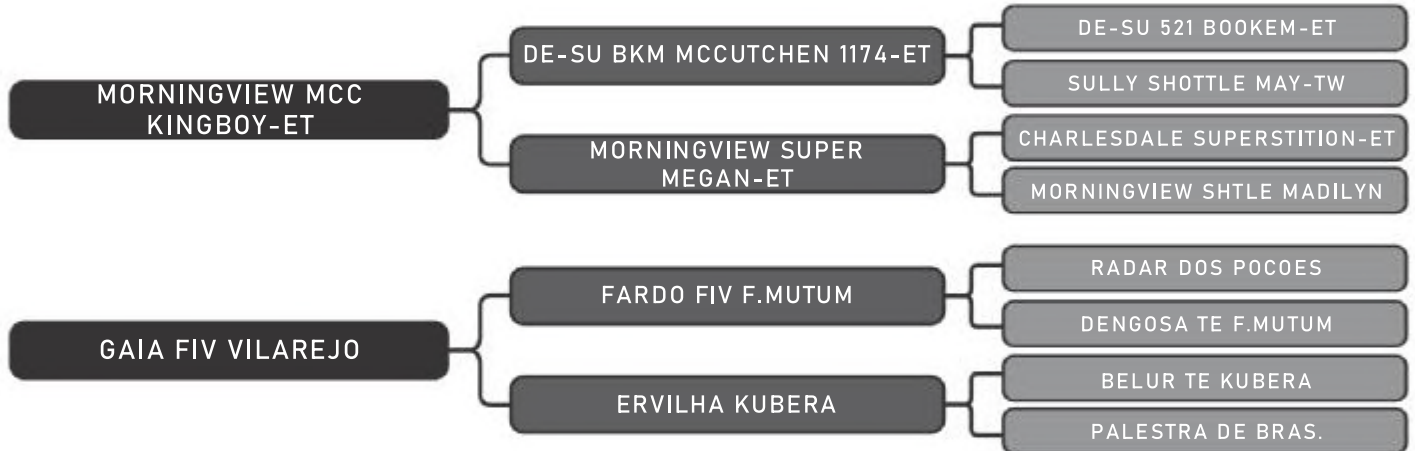 MORNINGVIEW MCC
KINGBOY-ET
DE-SU BKM MCCUTCHEN 1174-ET
DE-SU 521 BOOKEM-ET
SULLY SHOTTLE MAY-TW
MORNINGVIEW SUPER
MEGAN-ET
CHARLESDALE SUPERSTITION-ET
MORNINGVIEW SHTLE MADILYN
GAIA FIV VILAREJO
FARDO FIV F.MUTUM
RADAR DOS POCOES
DENGOSA TE F.MUTUM
ERVILHA KUBERA
BELUR TE KUBERA
PALESTRA DE BRAS.